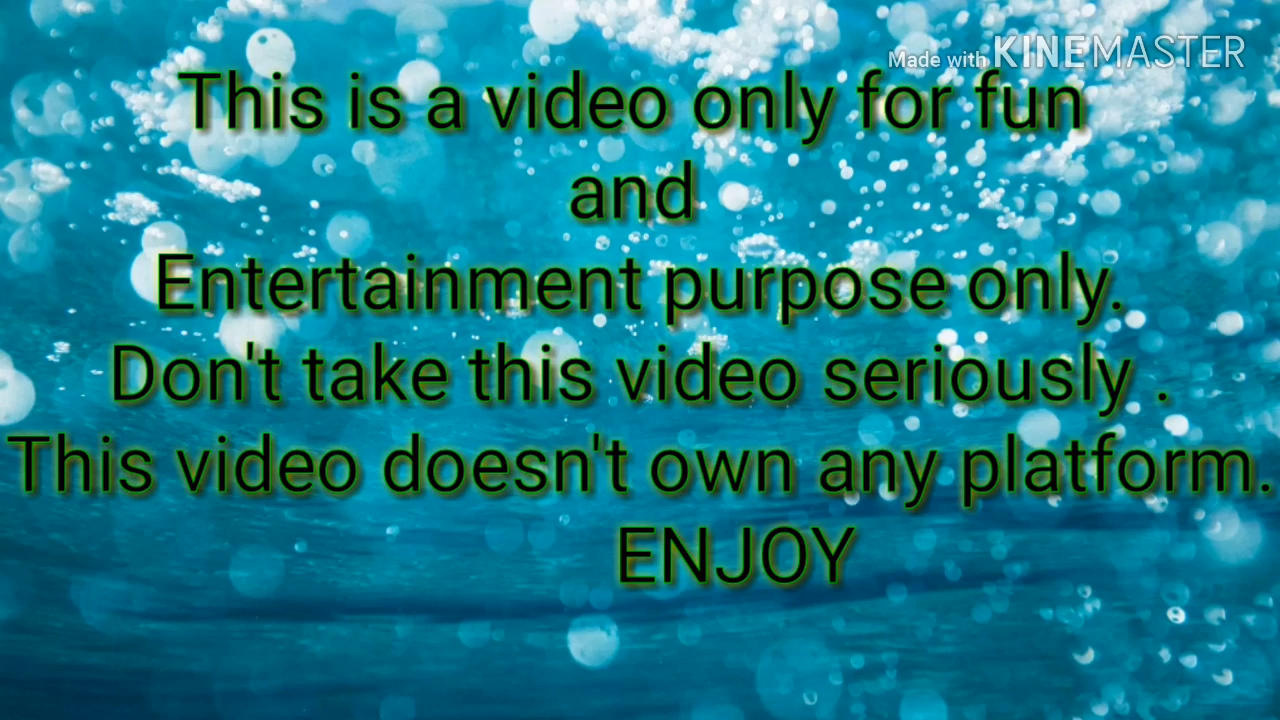 Made with KINEMASTER
This is a video only for fun
and
Entertainment purpose only.
Don't take this video seriously .
This video doesn't own any platform.
ENJOY